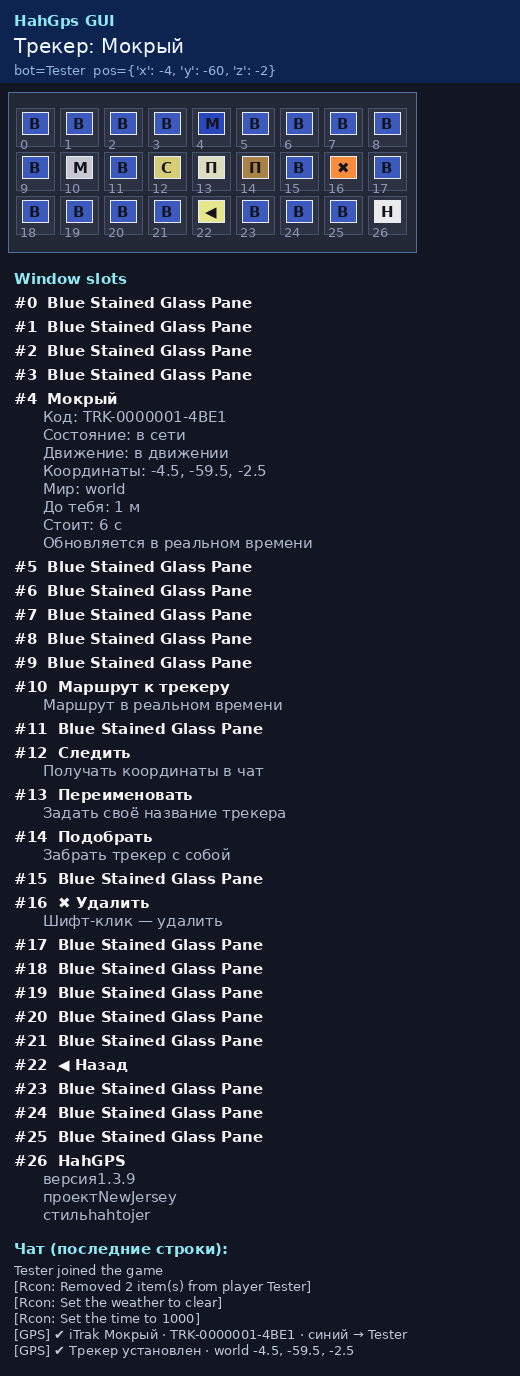 HahGps GUI
Трекер: Мокрый
bot=Tester pos={'x': -4, 'y': -60, 'z': -2}
B B B B M B B B B
0 1 2 3 4 5 6 7 8
B M B С П П B ✖ B
9 10 11 12 13 14 15 16 17
B B B B ◀ B B B H
18 19 20 21 22 23 24 25 26
Window slots
#0 Blue Stained Glass Pane
#1 Blue Stained Glass Pane
#2 Blue Stained Glass Pane
#3 Blue Stained Glass Pane
#4 Мокрый
Код: TRK-0000001-4BE1
Состояние: в сети
Движение: в движении
Координаты: -4.5, -59.5, -2.5
Мир: world
До тебя: 1 м
Стоит: 6 с
Обновляется в реальном времени
#5 Blue Stained Glass Pane
#6 Blue Stained Glass Pane
#7 Blue Stained Glass Pane
#8 Blue Stained Glass Pane
#9 Blue Stained Glass Pane
#10 Маршрут к трекеру
Маршрут в реальном времени
#11 Blue Stained Glass Pane
#12 Следить
Получать координаты в чат
#13 Переименовать
Задать своё название трекера
#14 Подобрать
Забрать трекер с собой
#15 Blue Stained Glass Pane
#16 ✖ Удалить
Шифт-клик — удалить
#17 Blue Stained Glass Pane
#18 Blue Stained Glass Pane
#19 Blue Stained Glass Pane
#20 Blue Stained Glass Pane
#21 Blue Stained Glass Pane
#22 ◀ Назад
#23 Blue Stained Glass Pane
#24 Blue Stained Glass Pane
#25 Blue Stained Glass Pane
#26 HahGPS
версия1.3.9
проектNewJersey
стильhahtojer
Чат (последние строки):
Tester joined the game
[Rcon: Removed 2 item(s) from player Tester]
[Rcon: Set the weather to clear]
[Rcon: Set the time to 1000]
[GPS] ✔ iTrak Мокрый · TRK-0000001-4BE1 · синий → Tester
[GPS] ✔ Трекер установлен · world -4.5, -59.5, -2.5